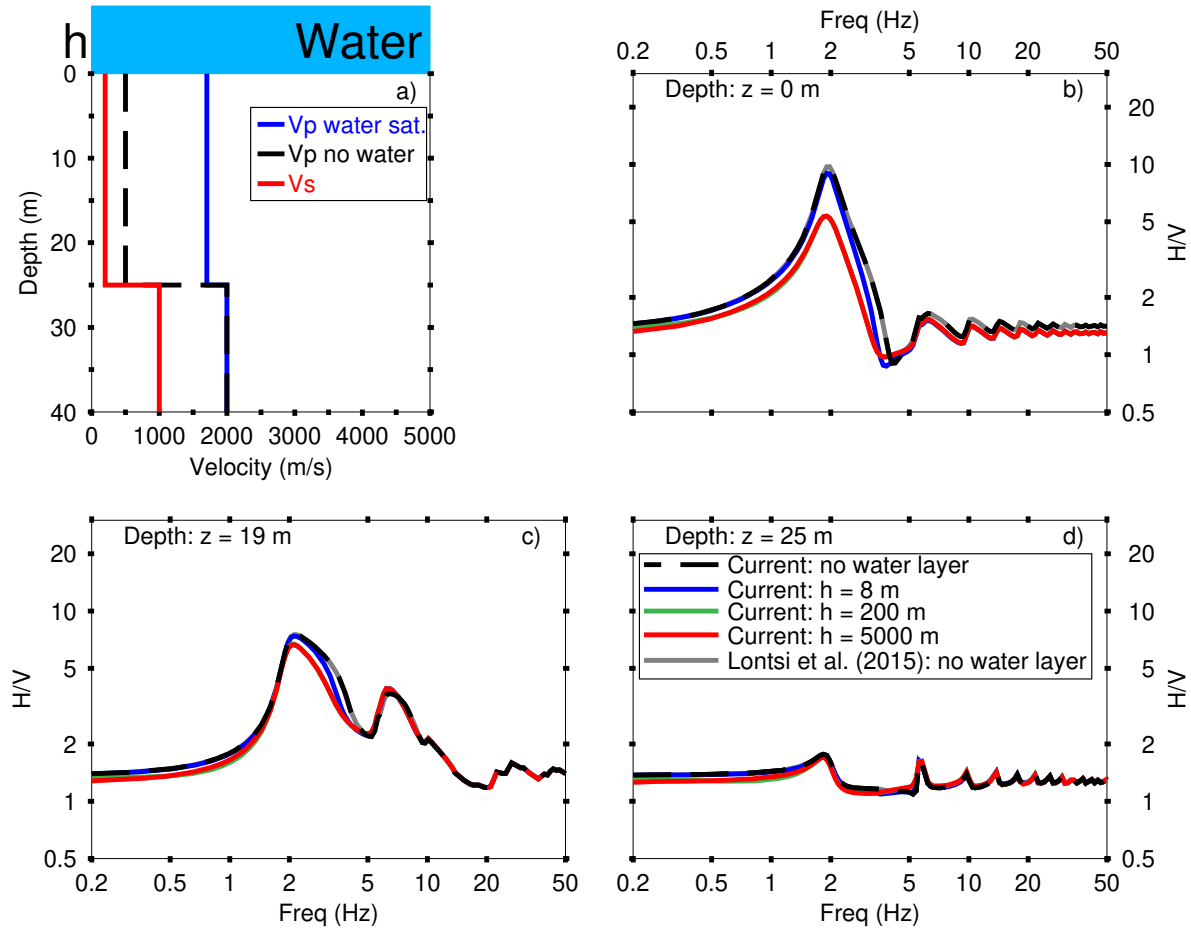 h Water
a)
Vp water sat.
Vp no water
Vs
0
10
20
30
40
Depth (m)
0 1000 2000 3000 4000 5000
Velocity (m/s)
Freq (Hz)
0.2 0.5 1 2 5 10 20 50
Depth: z = 0 m b)
20
10
5
2
1
0.5
H/V
Depth: z = 19 m c)
20
10
5
2
1
0.5
H/V
0.2 0.5 1 2 5 10 20 50
Freq (Hz)
Depth: z = 25 m d)
Current: no water layer
Current: h = 8 m
Current: h = 200 m
Current: h = 5000 m
Lontsi et al. (2015): no water layer
20
10
5
2
1
0.5
H/V
0.2 0.5 1 2 5 10 20 50
Freq (Hz)